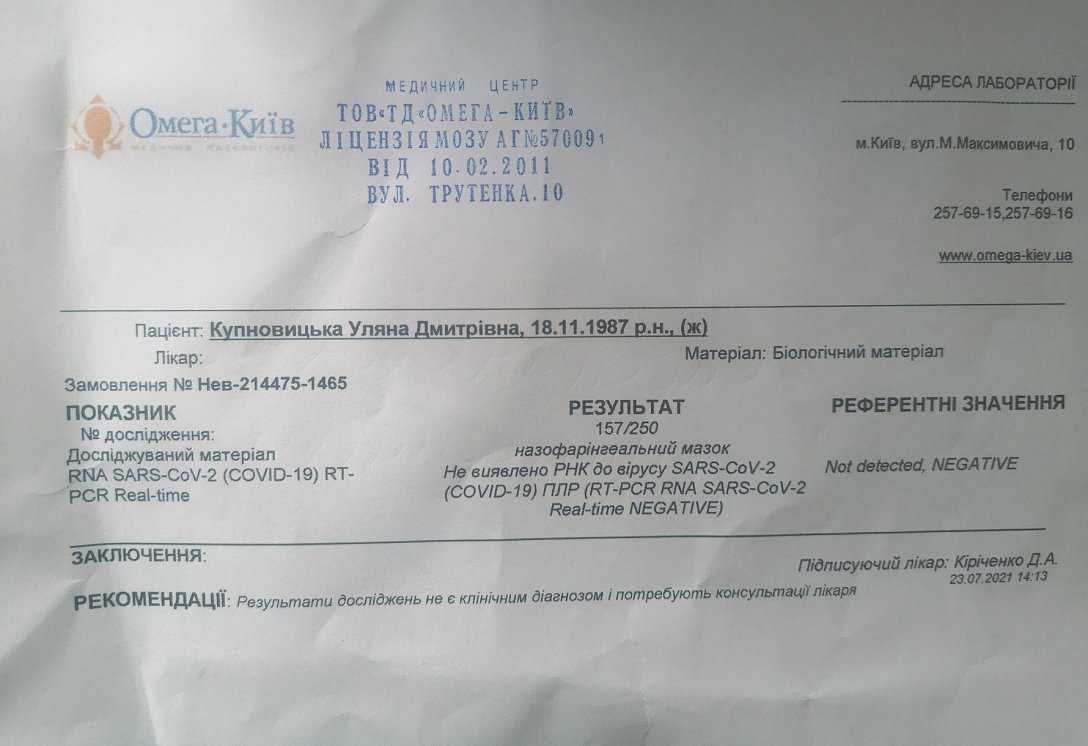 Омега·Київ
МЕДИЧНА ЛАБОРАТОРІЯ
МЕДИЧНИЙ ЦЕНТР
ТОВ«ТД«ОМЕГА-КИЇВ»
ЛІЦЕНЗІЯ МОЗУ АГ№570091
ВІД 10.02.2011
ВУЛ. ТРУТЕНКА.10
АДРЕСА ЛАБОРАТОРІЇ
м.Київ, вул.М.Максимовича, 10
Телефони
257-69-15,257-69-16
www.omega-kiev.ua
Пацієнт: Купновицька Уляна Дмитрівна, 18.11.1987 р.н., (ж)
Лікар:
Матеріал: Біологічний матеріал
Замовлення № Нев-214475-1465
ПОКАЗНИК РЕЗУЛЬТАТ РЕФЕРЕНТНІ ЗНАЧЕННЯ
№ дослідження: 157/250
Досліджуваний матеріал назофарінгеальний мазок
RNA SARS-CoV-2 (COVID-19) RT- Не виявлено РНК до вірусу SARS-CoV-2 Not detected, NEGATIVE
PCR Real-time (COVID-19) ПЛР (RT-PCR RNA SARS-CoV-2
Real-time NEGATIVE)
ЗАКЛЮЧЕННЯ:
Підписуючий лікар: Кіріченко Д.А.
23.07.2021 14:13
РЕКОМЕНДАЦІЇ: Результати досліджень не є клінічним діагнозом і потребують консультації лікаря